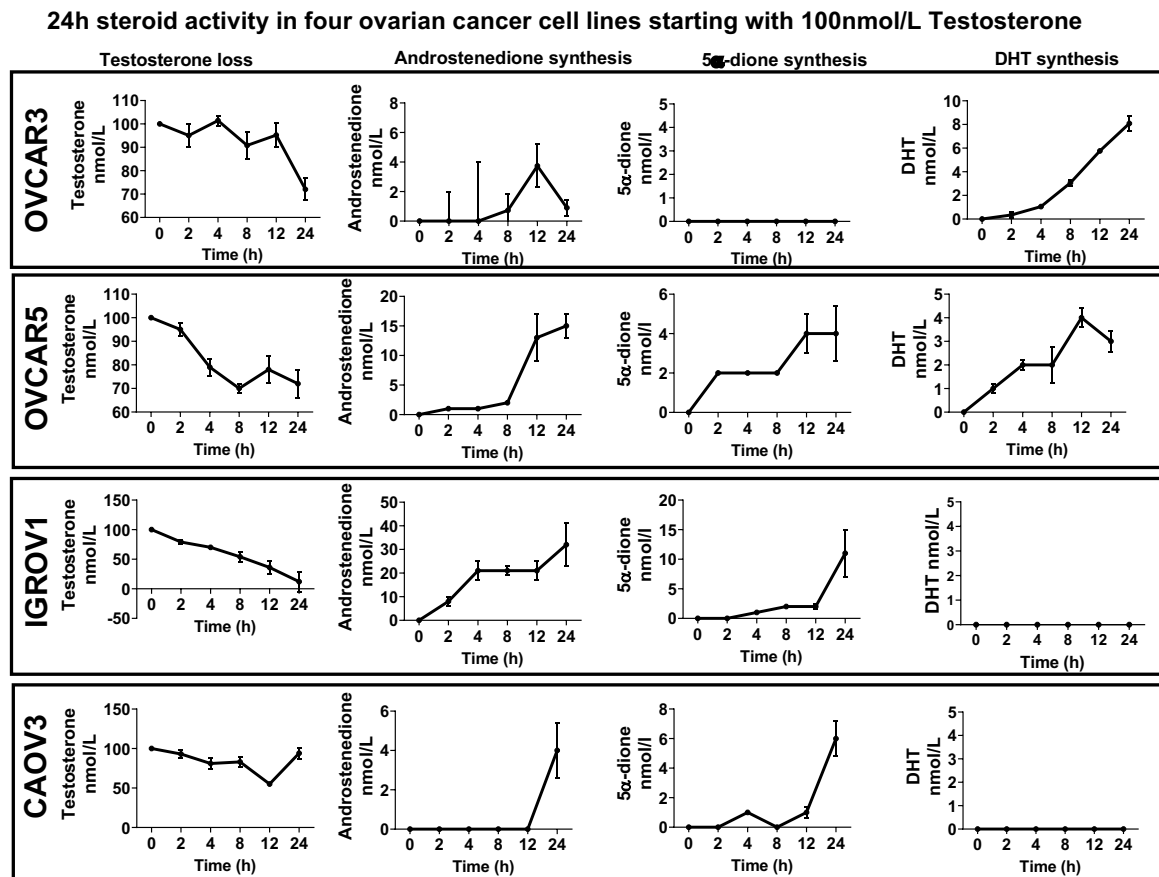 24h steroid activity in four ovarian cancer cell lines starting with 100nmol/L Testosterone
Testosterone loss
Androstenedione synthesis
5α-dione synthesis
DHT synthesis
OVCAR3
Testosterone
nmol/L
110
100
90
80
70
60
0 2 4 8 12 24
Time (h)
Androstenedione
nmol/L
8
6
4
2
0
0 2 4 8 12 24
Time (h)
5α-dione
nmol/l
5
4
3
2
1
0
0 2 4 8 12 24
Time (h)
DHT
nmol/L
10
8
6
4
2
0
0 2 4 8 12 24
Time (h)
OVCAR5
Testosterone
nmol/L
110
100
90
80
70
60
0 2 4 8 12 24
Time (h)
Androstenedione
nmol/L
20
15
10
5
0
0 2 4 8 12 24
Time (h)
5α-dione
nmol/l
6
4
2
0
0 2 4 8 12 24
Time (h)
DHT
nmol/L
5
4
3
2
1
0
0 2 4 8 12 24
Time (h)
IGROV1
Testosterone
nmol/L
150
100
50
0
-50
0 2 4 8 12 24
Time (h)
Androstenedione
nmol/L
50
40
30
20
10
0
0 2 4 8 12 24
Time (h)
5α-dione
nmol/l
20
15
10
5
0
0 2 4 8 12 24
Time (h)
DHT nmol/L
5
4
3
2
1
0
0 2 4 8 12 24
Time (h)
CAOV3
Testosterone
nmol/L
150
100
50
0
0 2 4 8 12 24
Time (h)
Androstenedione
nmol/L
6
4
2
0
0 2 4 8 12 24
Time (h)
5α-dione
nmol/l
8
6
4
2
0
0 2 4 8 12 24
Time (h)
DHT
nmol/L
5
4
3
2
1
0
0 2 4 8 12 24
Time (h)